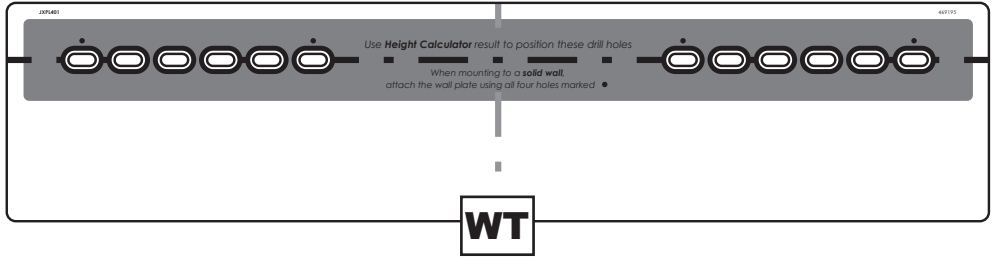 JXPL401
469195
Use Height Calculator result to position these drill holes
When mounting to a solid wall,
attach the wall plate using all four holes marked
WT